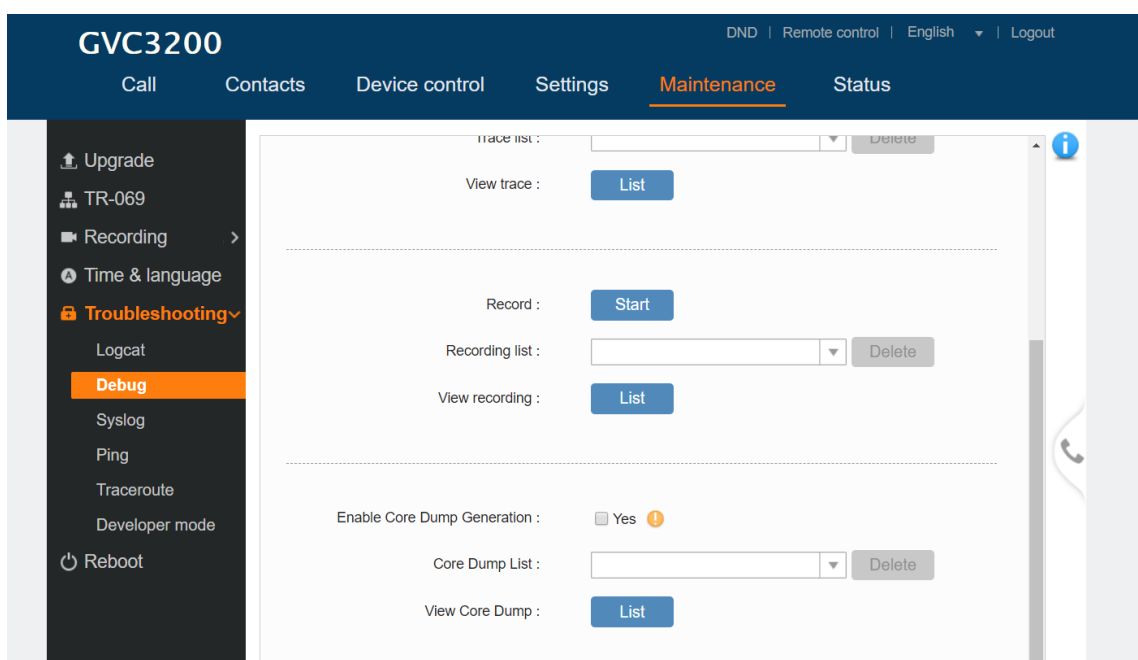 GVC3200
DND | Remote control | English | Logout
Call Contacts Device control Settings Maintenance Status
Upgrade
TR-069
Recording
Time & language
Troubleshooting
Logcat
Debug
Syslog
Ping
Traceroute
Developer mode
Reboot
Trace list : Delete
View trace : List
Record : Start
Recording list : Delete
View recording : List
Enable Core Dump Generation : Yes
Core Dump List : Delete
View Core Dump : List